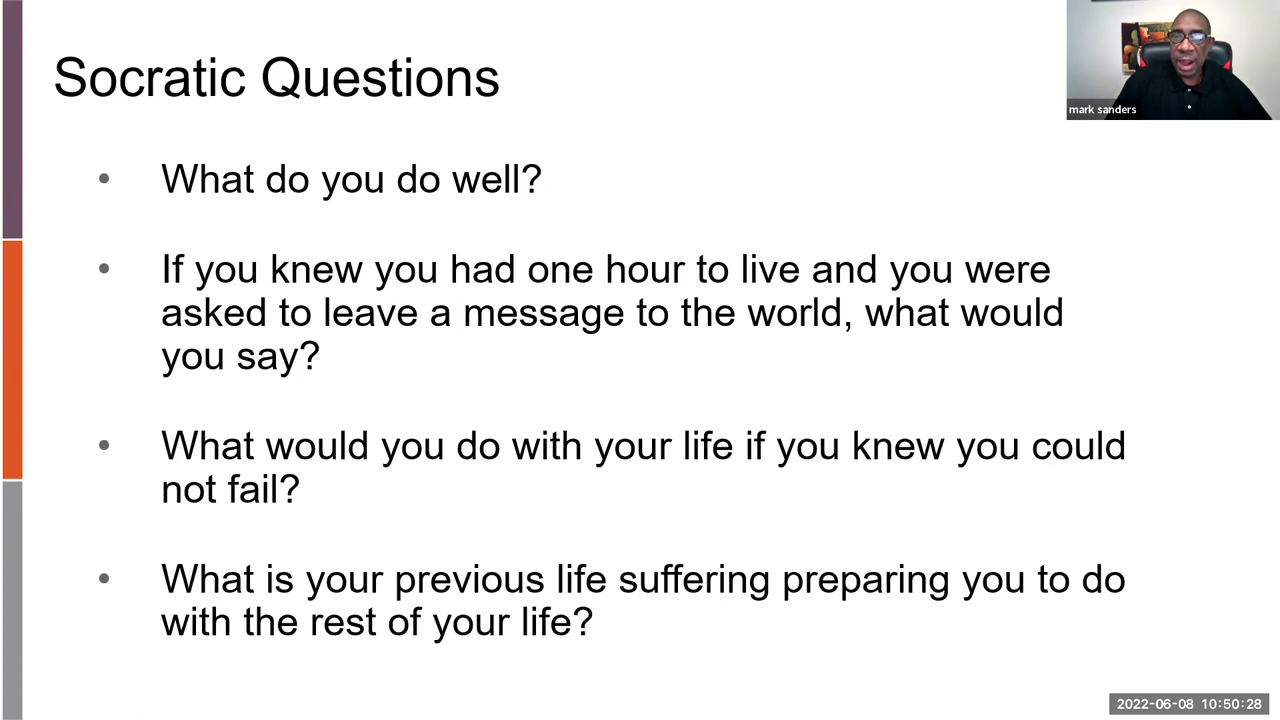 Socratic Questions
mark sanders
• What do you do well?
• If you knew you had one hour to live and you were
asked to leave a message to the world, what would
you say?
• What would you do with your life if you knew you could
not fail?
• What is your previous life suffering preparing you to do
with the rest of your life?
2022-06-08 10:50:28